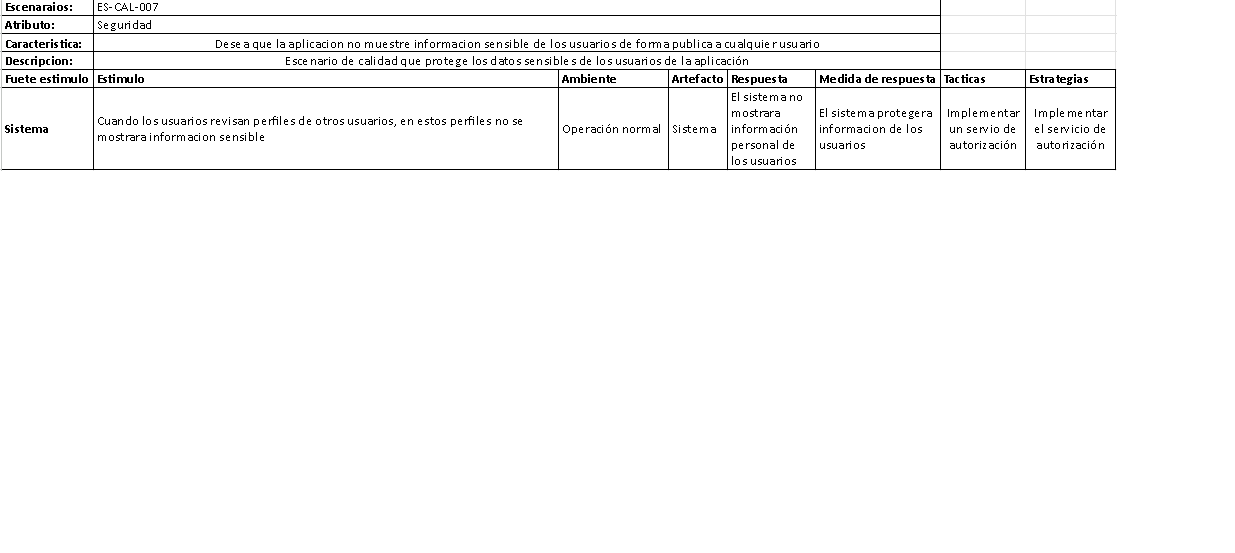 Escenaraios: ES-CAL-007
Atributo: Seguridad
Caracteristica: Desea que la aplicacion no muestre informacion sensible de los usuarios de forma publica a cualquier usuario
Descripcion: Escenario de calidad que protege los datos sensibles de los usuarios de la aplicación
Fuete estimulo Estimulo Ambiente Artefacto Respuesta Medida de respuesta Tacticas Estrategias
Sistema
Cuando los usuarios revisan perfiles de otros usuarios, en estos perfiles no se
mostrara informacion sensible
Operación normal
Sistema
El sistema no
mostrara
información
personal de
los usuarios
El sistema protegera
informacion de los
usuarios
Implementar
un servio de
autorización
Implementar
el servicio de
autorización